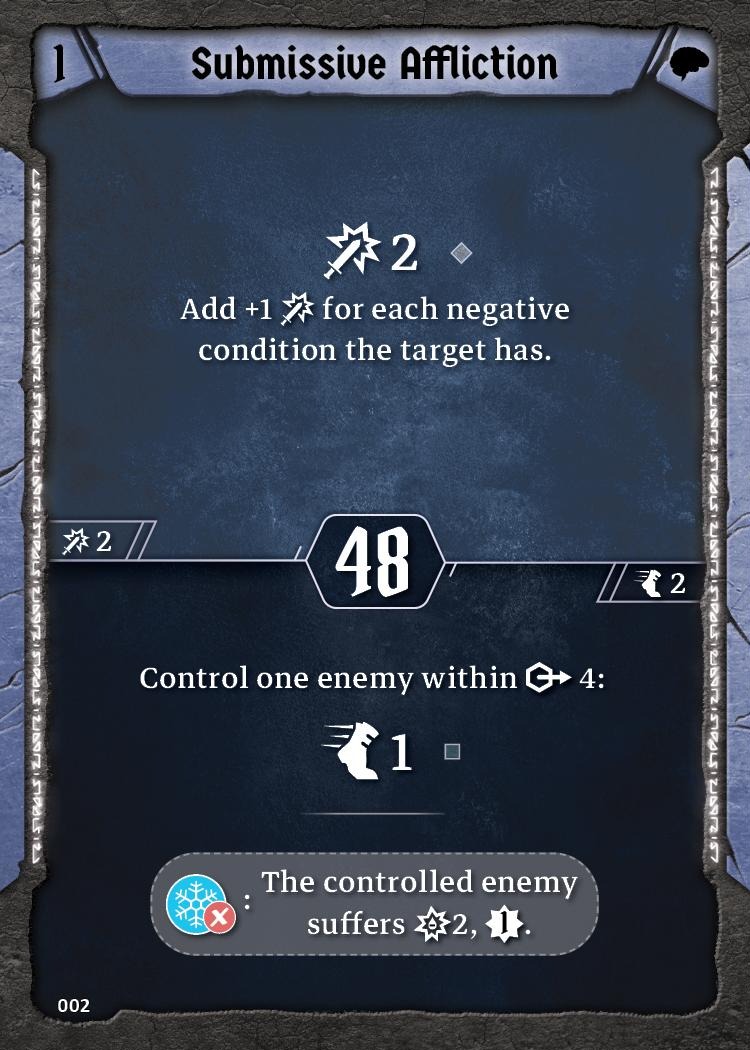 1
Submissive Affliction
2
Add +1 for each negative
condition the target has.
2
48
2
Control one enemy within 4:
1
: The controlled enemy
suffers 2, 1.
002